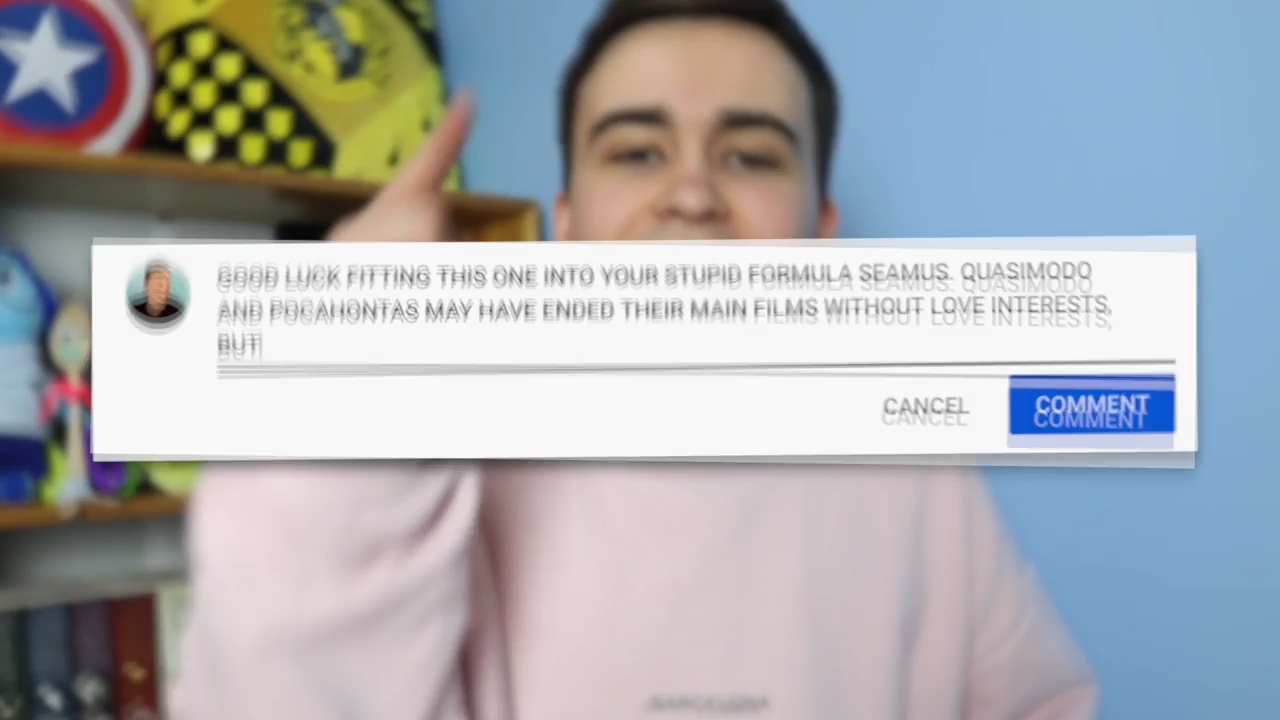 GOOD LUCK FITTING THIS ONE INTO YOUR STUPID FORMULA SEAMUS. QUASIMODO
AND POCAHONTAS MAY HAVE ENDED THEIR MAIN FILMS WITHOUT LOVE INTERESTS,
BUT
CANCEL
COMMENT